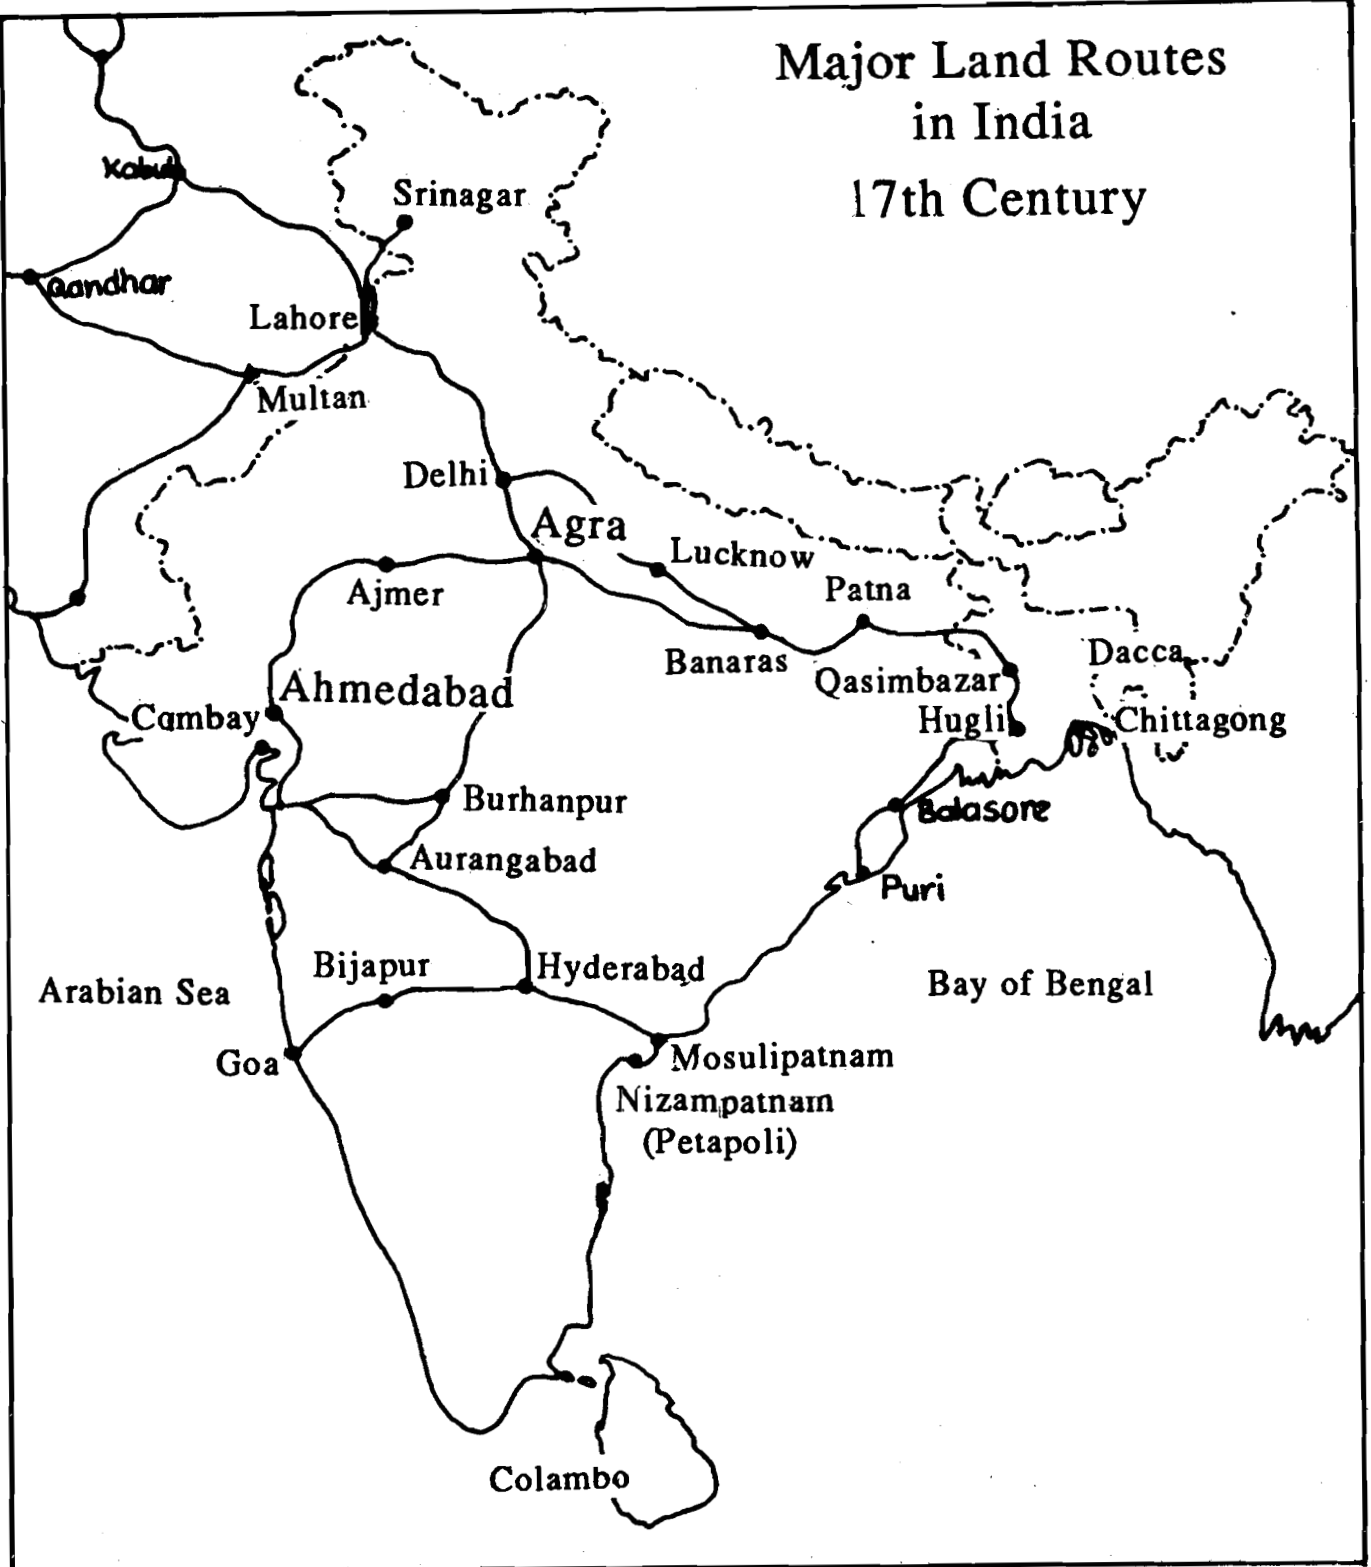 Major Land Routes
in India
17th Century
Kabul
Srinagar
Qandhar
Lahore
Multan
Delhi
Agra
Lucknow
Ajmer
Patna
Banaras
Dacca
Qasimbazar
Ahmedabad
Cambay
Hugli
Chittagong
Burhanpur
Balasore
Aurangabad
Puri
Bijapur
Hyderabad
Arabian Sea
Bay of Bengal
Goa
Mosulipatnam
Nizampatnam
(Petapoli)
Colambo